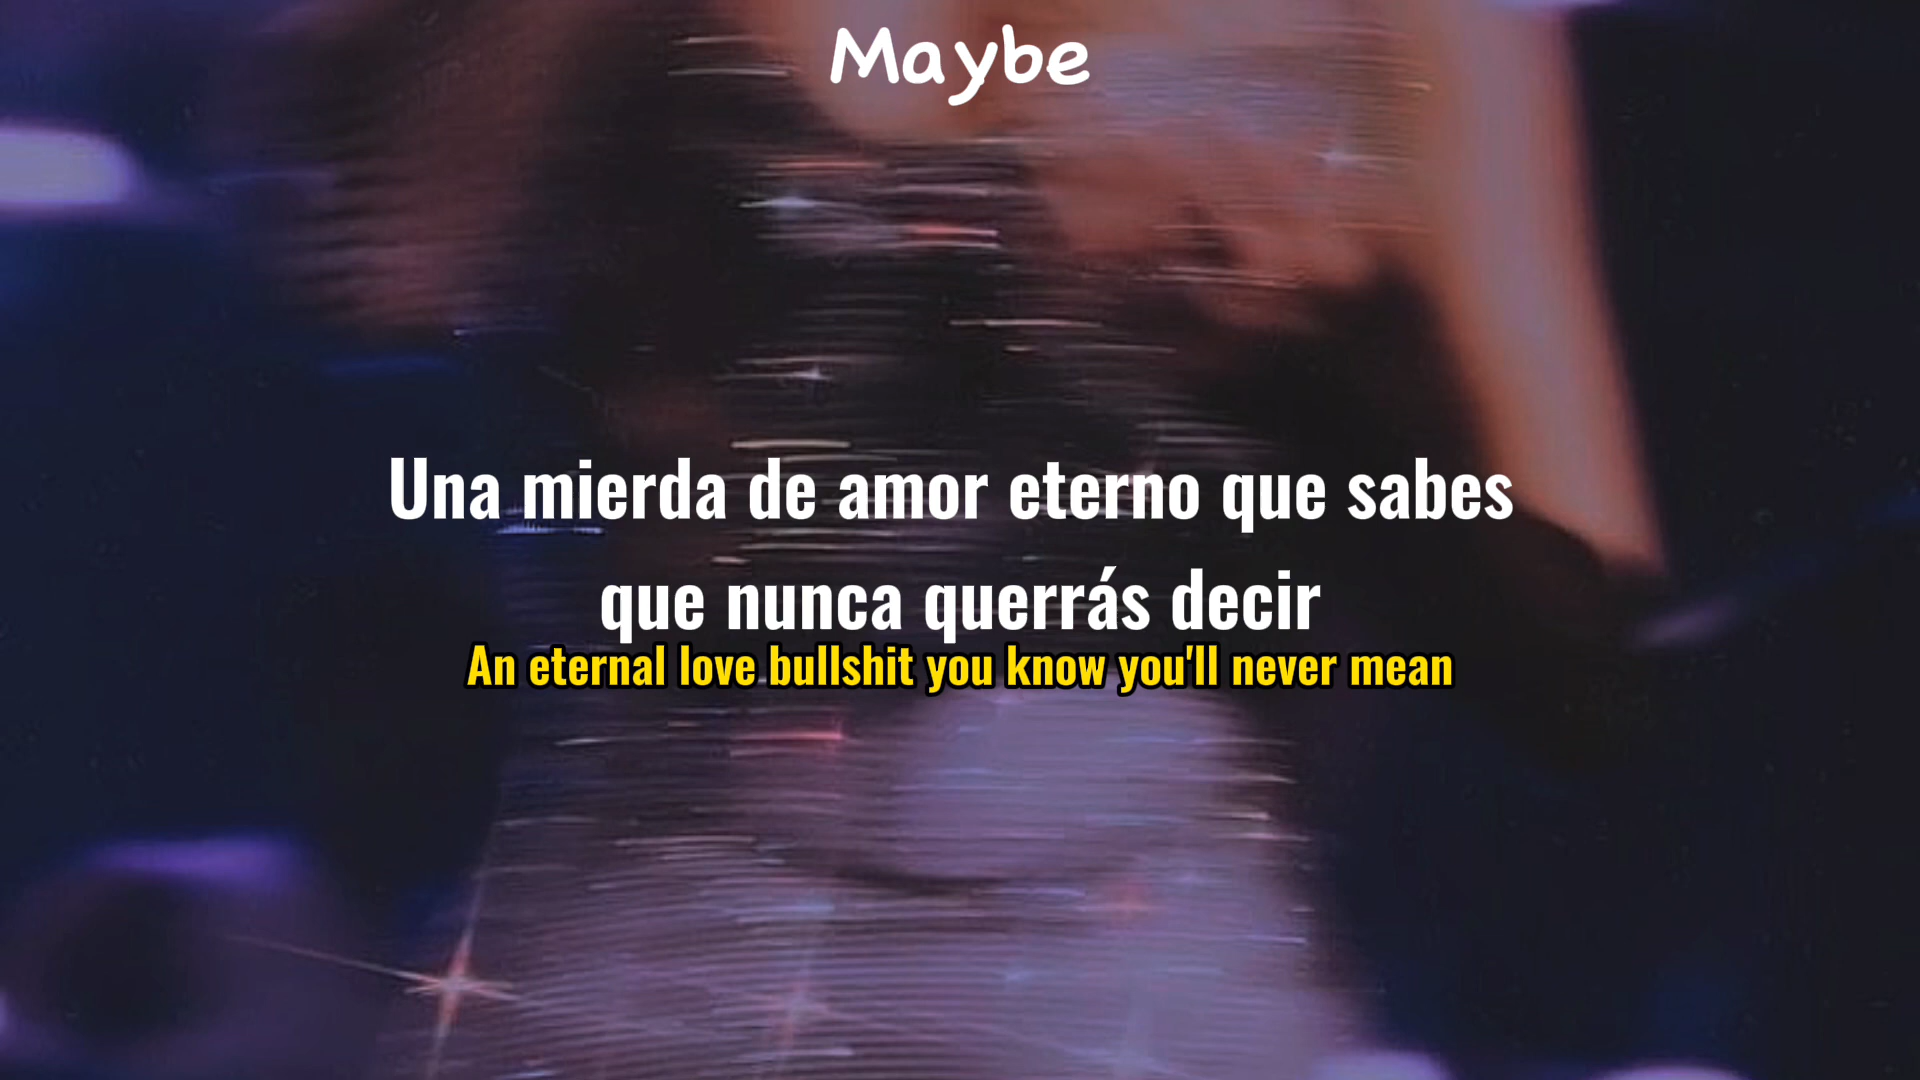 Maybe
Una mierda de amor eterno que sabes
que nunca querrás decir
An eternal love bullshit you know you'll never mean